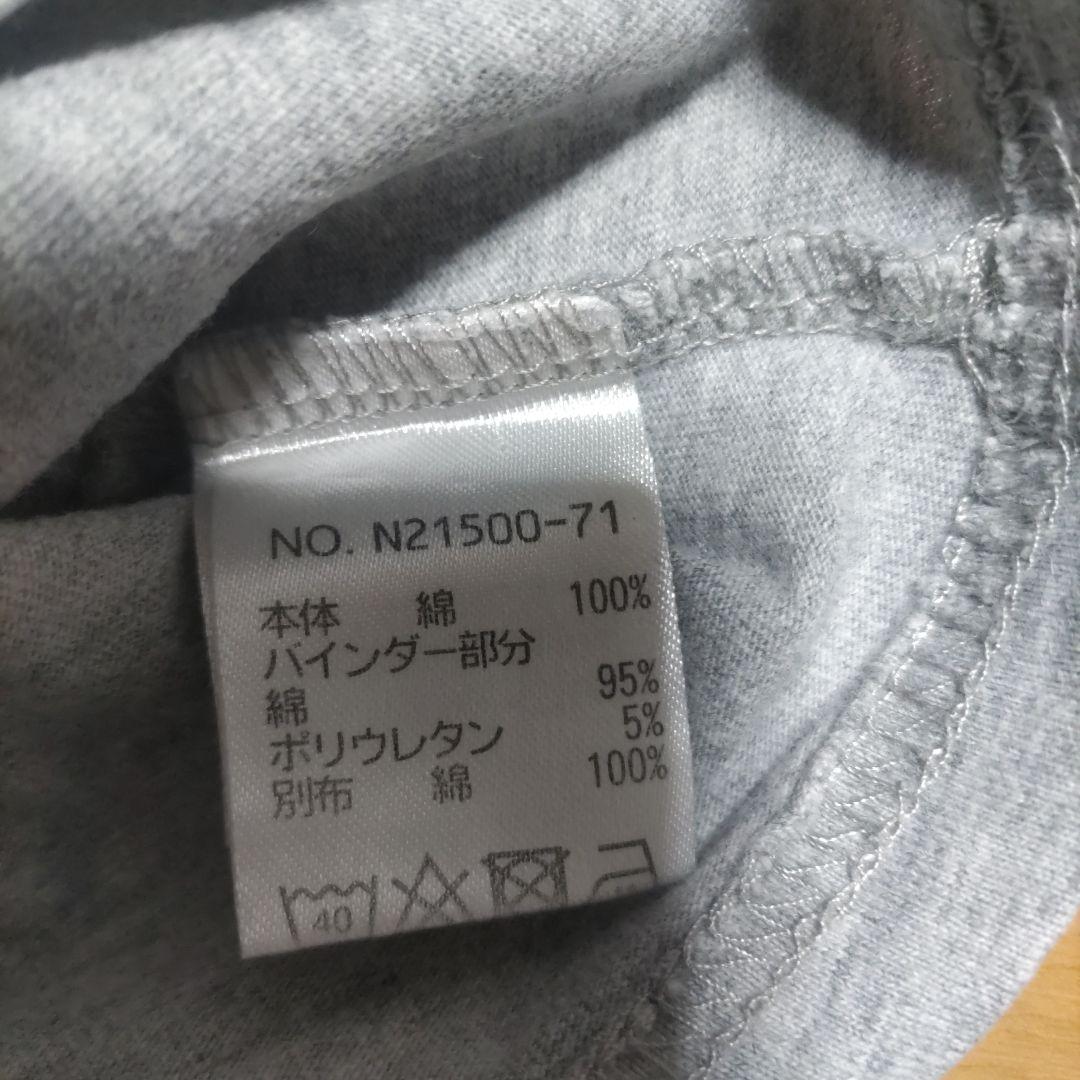 NO. N21500-71
本体 綿 100%
バインダー部分
綿 95%
ポリウレタン 5%
別布 綿 100%
40